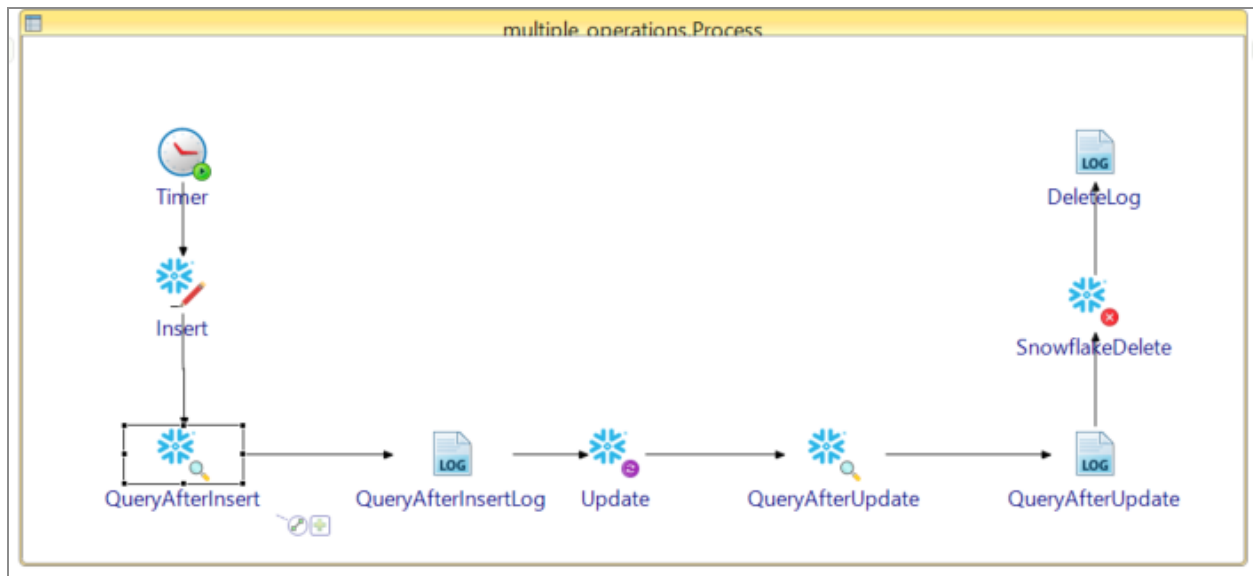 multiple_operations.Process
Timer
LOG
DeleteLog
Insert
SnowflakeDelete
LOG
LOG
QueryAfterInsert
QueryAfterInsertLog
Update
QueryAfterUpdate
QueryAfterUpdate